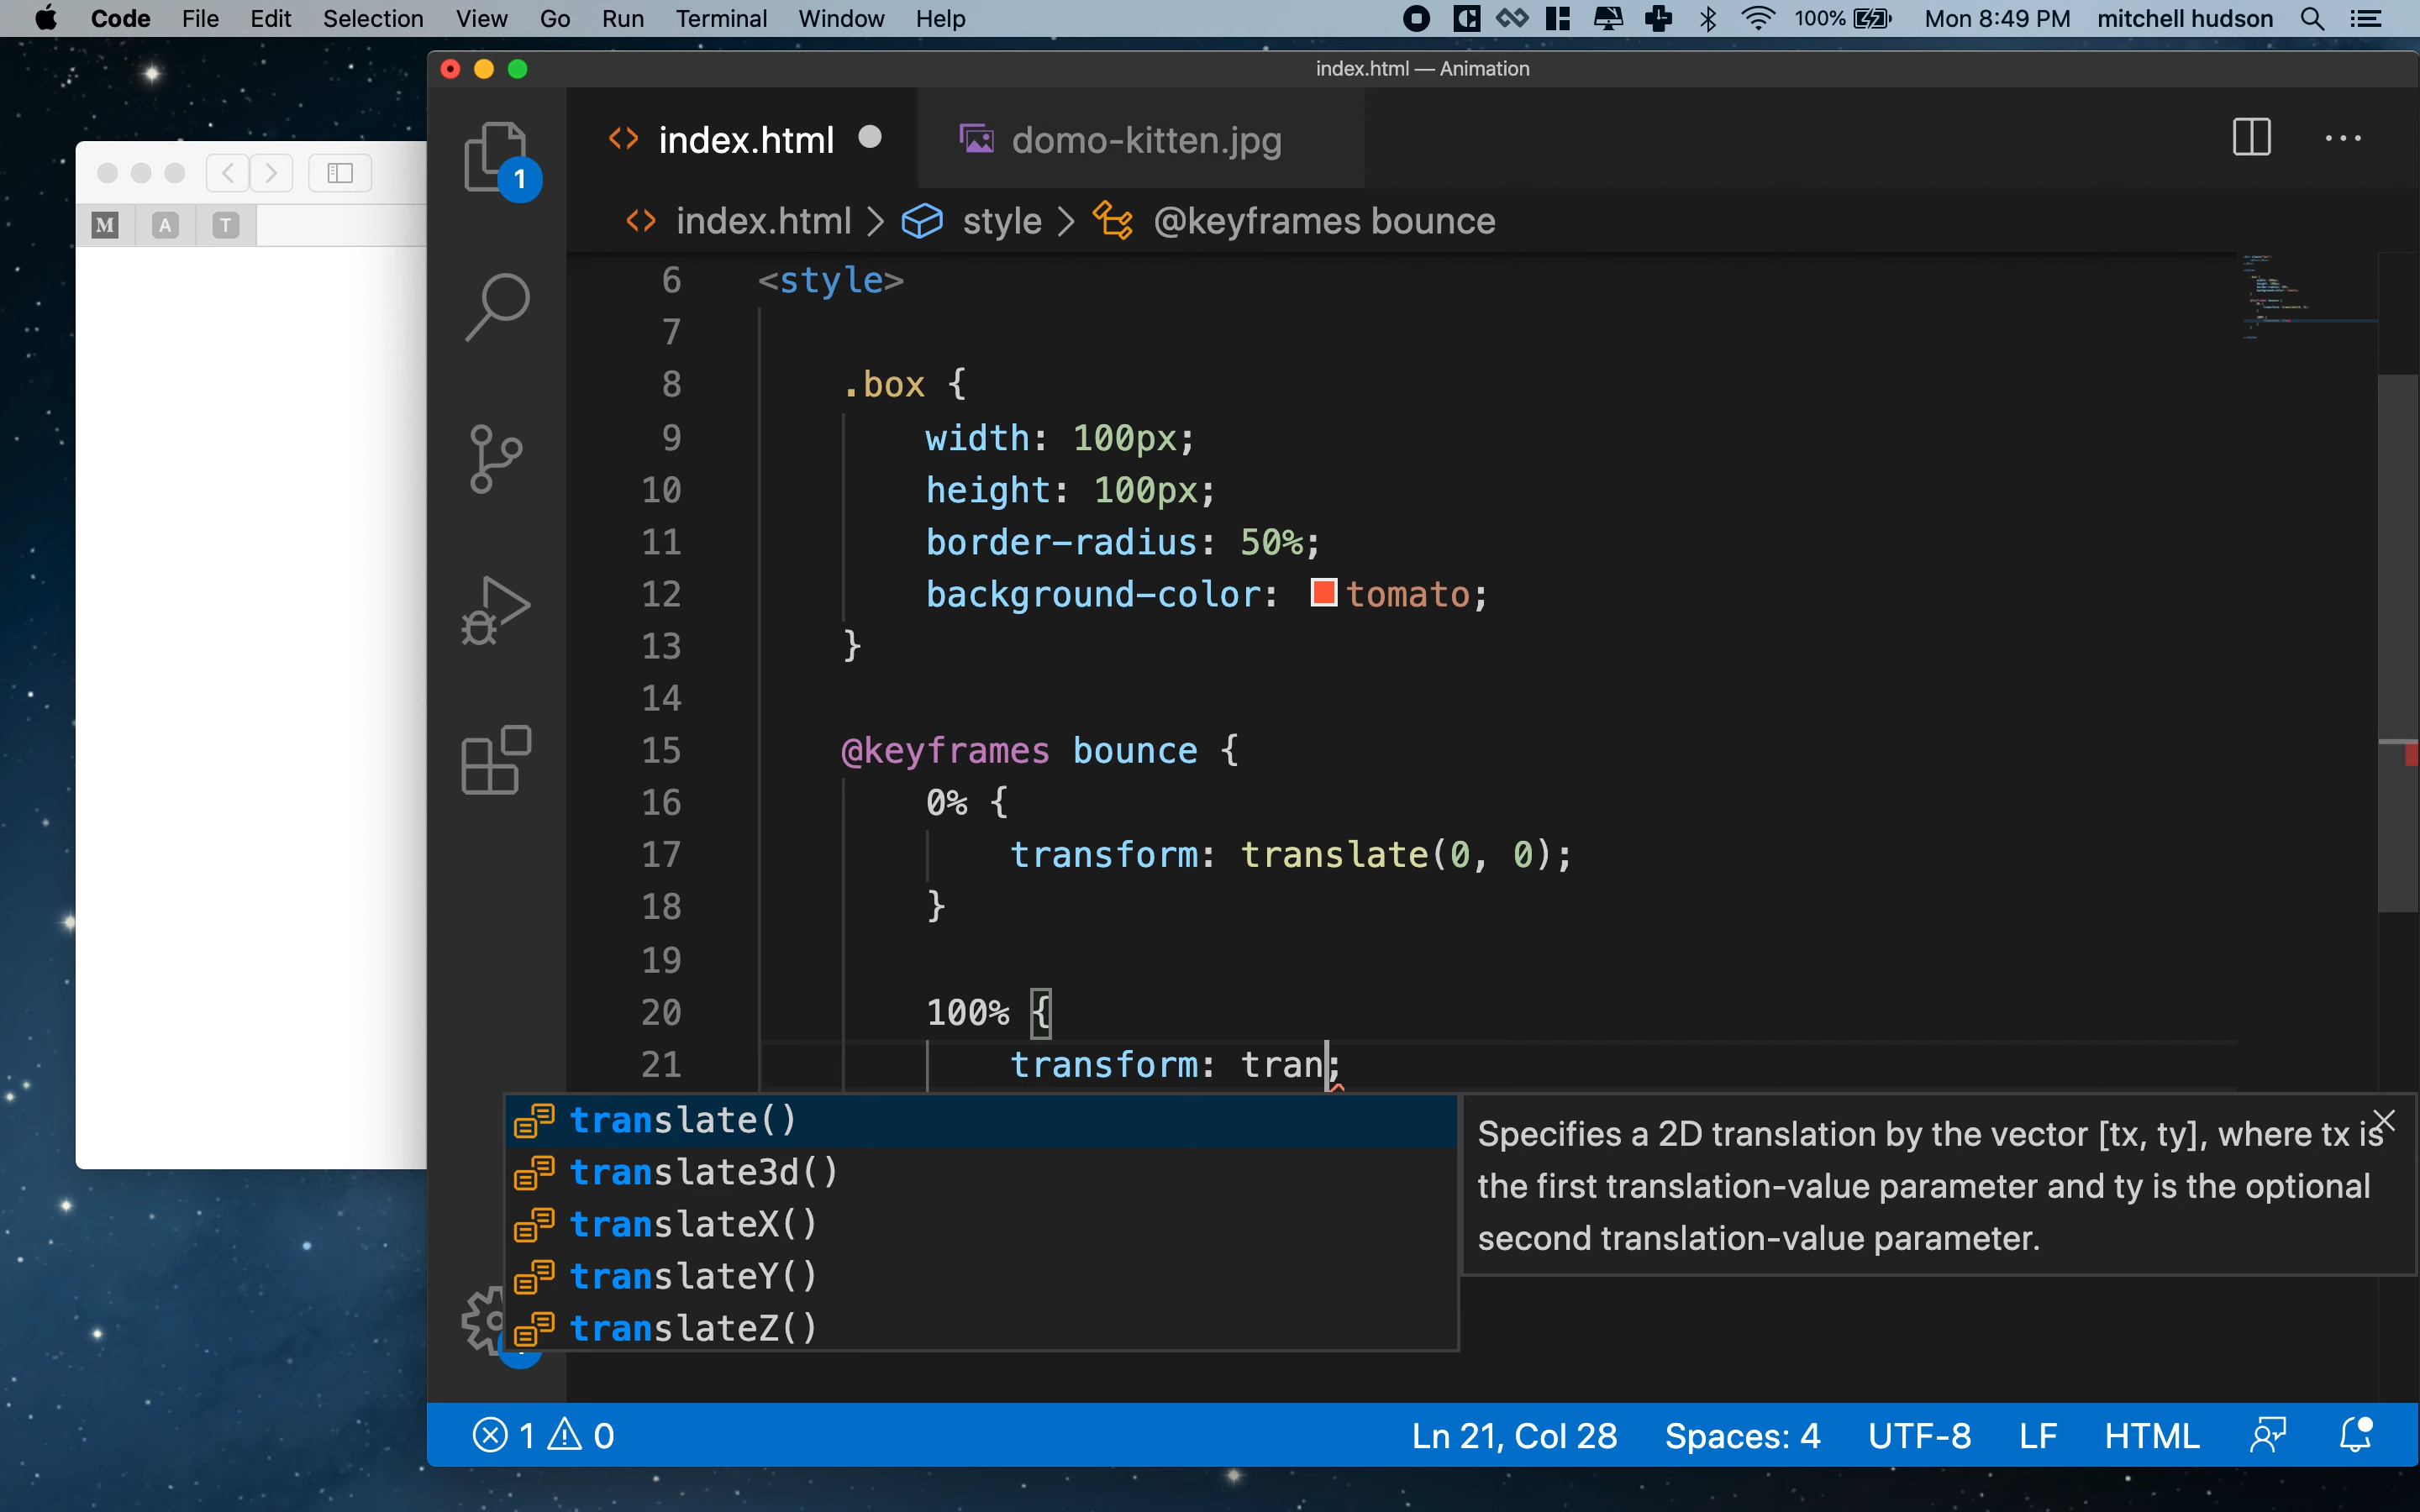 Code File Edit Selection View Go Run Terminal Window Help 100% Mon 8:49 PM mitchell hudson
index.html — Animation
index.html domo-kitten.jpg
1
M A T
index.html > style > @keyframes bounce
6 <style>
7
8 .box {
9 width: 100px;
10 height: 100px;
11 border-radius: 50%;
12 background-color: tomato;
13 }
14
15 @keyframes bounce {
16 0% {
17 transform: translate(0, 0);
18 }
19
20 100% {
21 transform: tran;
translate()
translate3d()
translateX()
translateY()
translateZ()
Specifies a 2D translation by the vector [tx, ty], where tx is
the first translation-value parameter and ty is the optional
second translation-value parameter.
1 0 Ln 21, Col 28 Spaces: 4 UTF-8 LF HTML